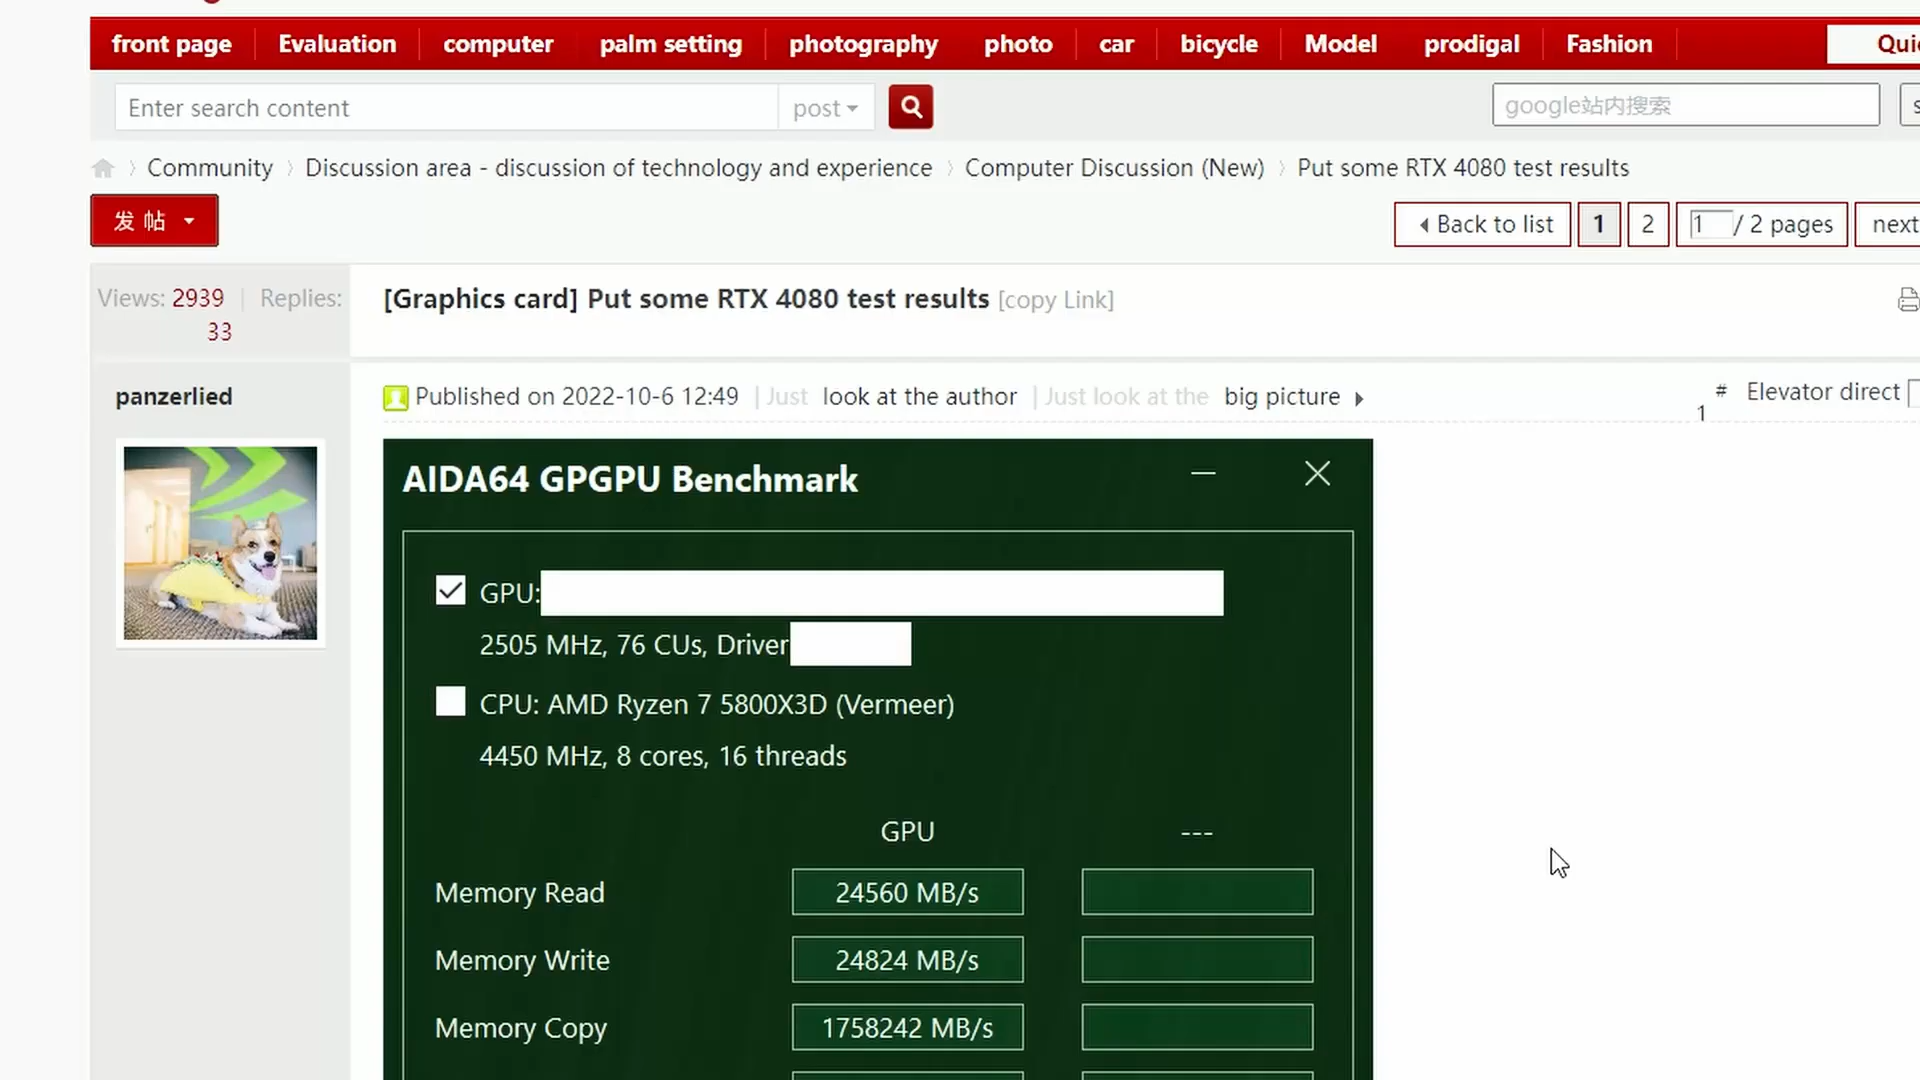 front page Evaluation computer palm setting photography photo car bicycle Model prodigal Fashion
Enter search content post
google站内搜索
Community Discussion area - discussion of technology and experience Computer Discussion (New) Put some RTX 4080 test results
发 帖
Back to list 1 2 1 / 2 pages next
Views: 2939 Replies: 33
[Graphics card] Put some RTX 4080 test results [copy Link]
panzerlied
Published on 2022-10-6 12:49 | Just look at the author | Just look at the big picture
1 # Elevator direct
AIDA64 GPGPU Benchmark
GPU:
2505 MHz, 76 CUs, Driver
CPU: AMD Ryzen 7 5800X3D (Vermeer)
4450 MHz, 8 cores, 16 threads
GPU ---
Memory Read 24560 MB/s
Memory Write 24824 MB/s
Memory Copy 1758242 MB/s